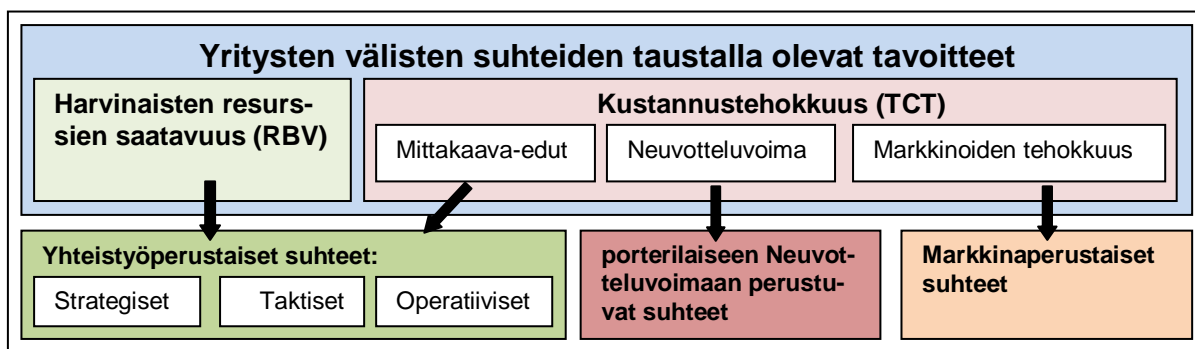 Yritysten välisten suhteiden taustalla olevat tavoitteet
Harvinaisten resurs-
sien saatavuus (RBV)
Kustannustehokkuus (TCT)
Mittakaava-edut
Neuvotteluvoima
Markkinoiden tehokkuus
Yhteistyöperustaiset suhteet:
Strategiset
Taktiset
Operatiiviset
porterilaiseen Neuvot-
teluvoimaan perustu-
vat suhteet
Markkinaperustaiset
suhteet